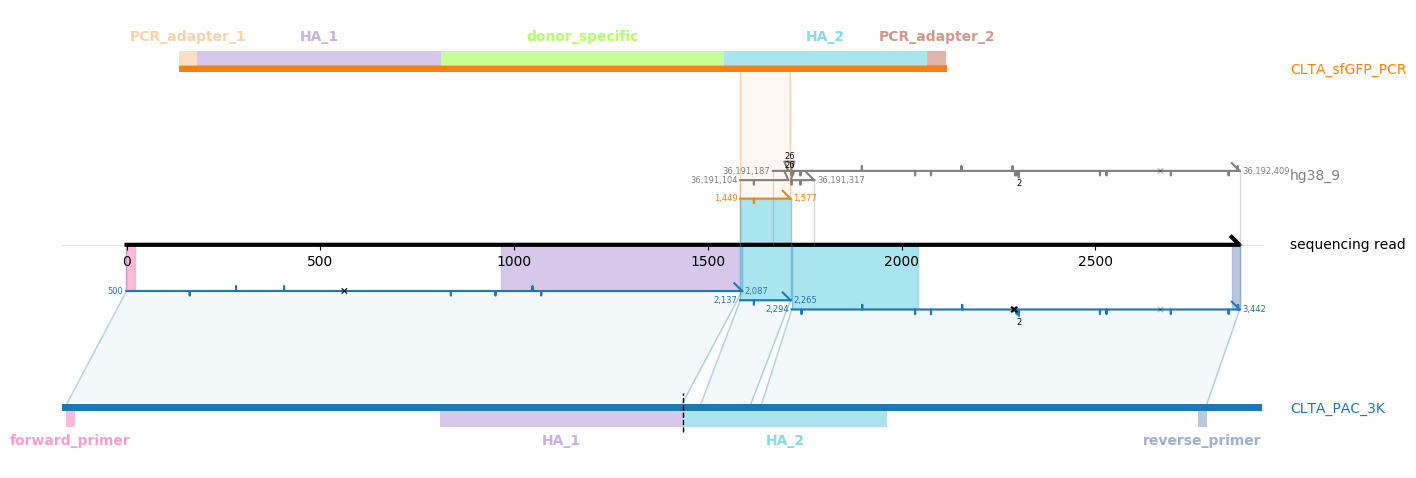 PCR_adapter_1 HA_1 donor_specific HA_2 PCR_adapter_2
CLTA_sfGFP_PCR
26
36,191,187 36,192,409 hg38_9
36,191,104 36,191,317
2
1,449 1,577
sequencing read
0 500 1000 1500 2000 2500
500 2,087
2,137 2,265
2,294 3,442
2
CLTA_PAC_3K
forward_primer HA_1 HA_2 reverse_primer